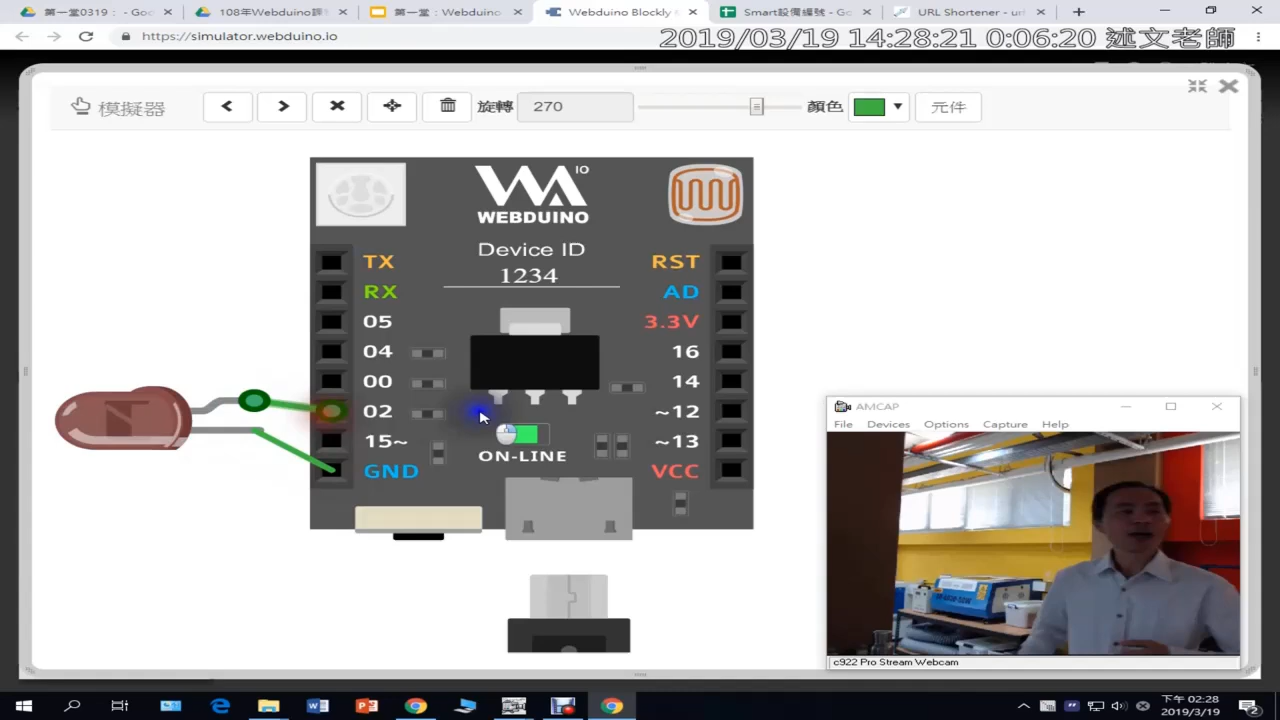 第一堂0319： - Goo
108年Webduino課
第一堂：Webduino
Webduino Blockly
Smart設備編號 - Go
URL Shortener - url
https://simulator.webduino.io
2019/03/19 14:28:21 0:06:20 述文老師
模擬器
旋轉
270
顏色
元件
IO
WEBDUINO
Device ID
1234
TX
RX
05
04
00
02
15~
GND
RST
AD
3.3V
16
14
~12
~13
VCC
ON-LINE
AMCAP
File Devices Options Capture Help
c922 Pro Stream Webcam
下午 02:28
2019/3/19
2